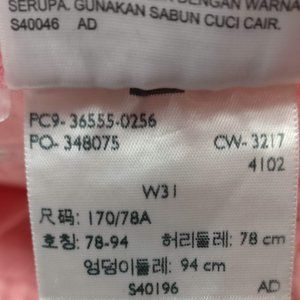 SERUPA. GUNAKAN SABUN CUCI CAIR.
S40046 AD
PC9- 36555-0256
PO- 348075 CW- 3217
4102
W31
尺码: 170/78A
호칭: 78-94 허리둘레: 78 cm
엉덩이둘레: 94 cm
S40196 AD